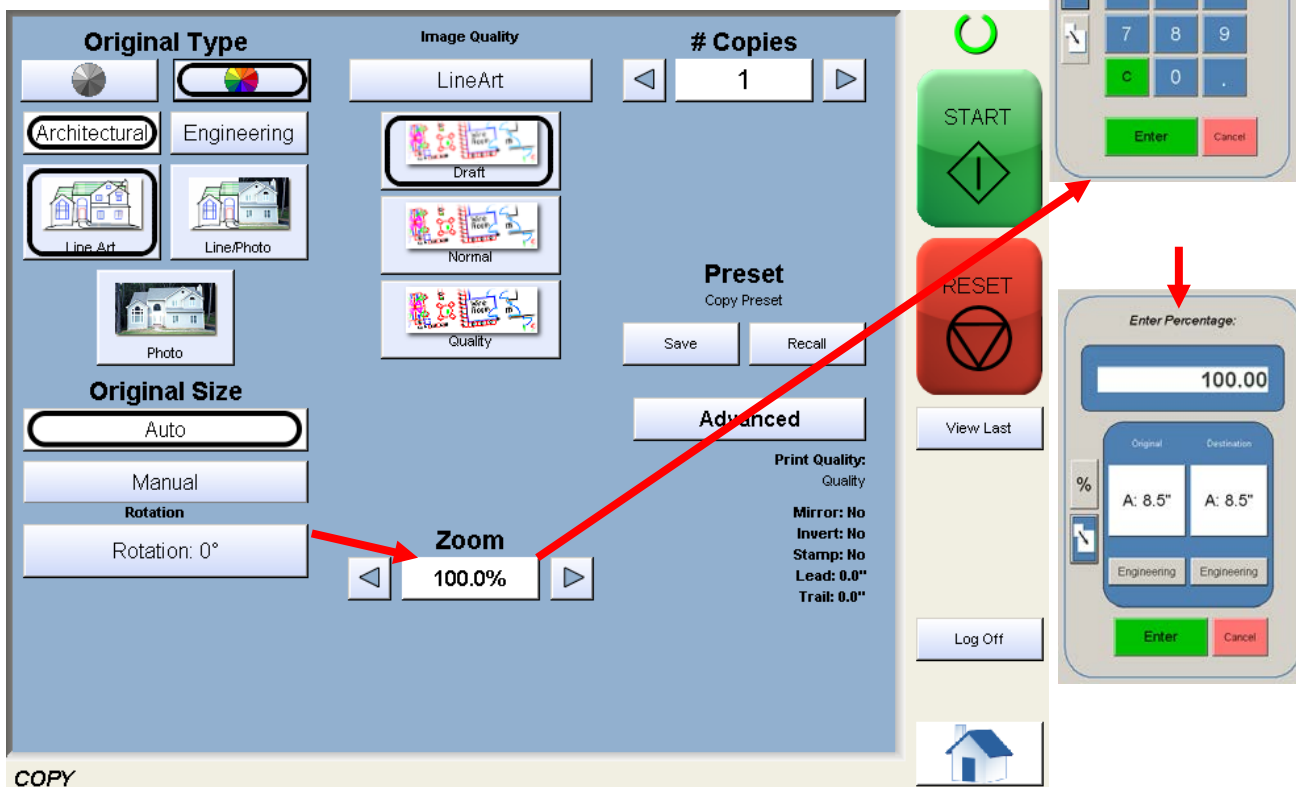 Original Type
Architectural
Engineering
Line Art
Line/Photo
Photo
Original Size
Auto
Manual
Rotation
Rotation: 0°
Image Quality
LineArt
Draft
Normal
Quality
Zoom
100.0%
# Copies
1
Preset
Copy Preset
Save
Recall
Advanced
Print Quality:
Quality
Mirror: No
Invert: No
Stamp: No
Lead: 0.0"
Trail: 0.0"
START
RESET
View Last
Log Off
COPY
7 8 9
C 0 .
Enter Cancel
Enter Percentage:
100.00
Original Destination
%
A: 8.5" A: 8.5"
Engineering Engineering
Enter Cancel